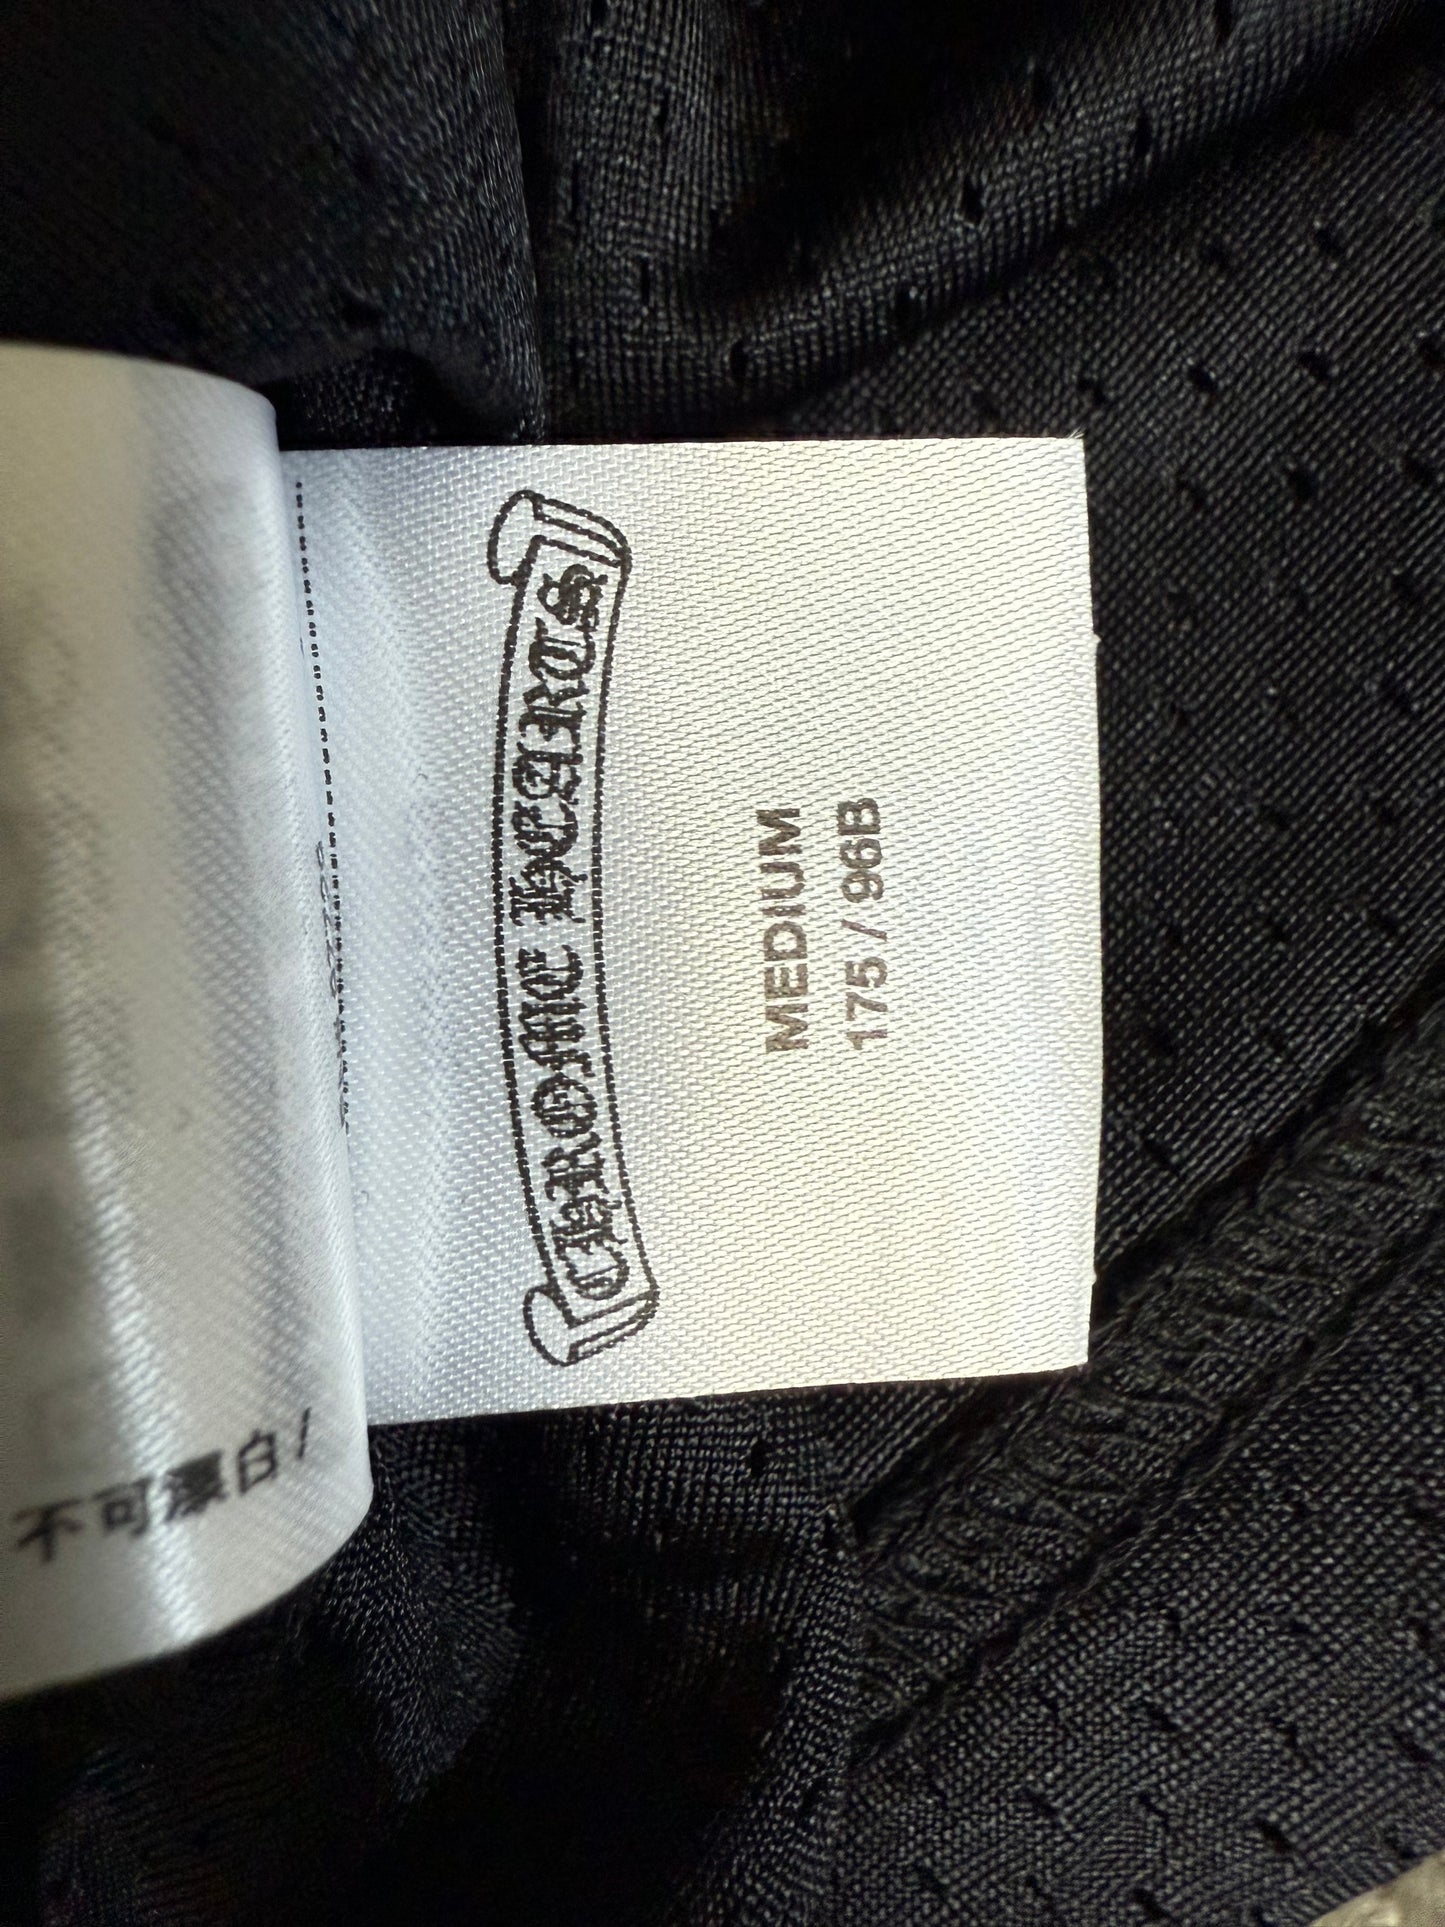 CHROME HEARTS
MEDIUM
175 / 96B
不可漂白 /